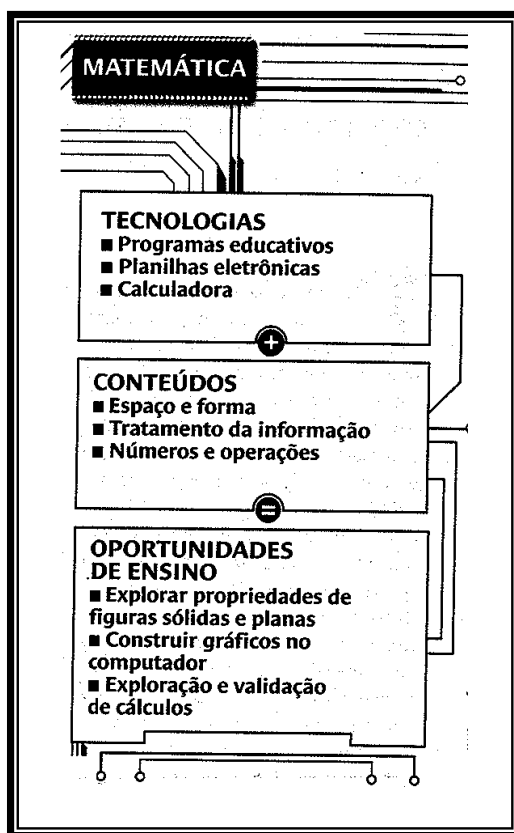 MATEMÁTICA
TECNOLOGIAS
■ Programas educativos
■ Planilhas eletrônicas
■ Calculadora
+
CONTEÚDOS
■ Espaço e forma
■ Tratamento da informação
■ Números e operações
=
OPORTUNIDADES
DE ENSINO
■ Explorar propriedades de
figuras sólidas e planas
■ Construir gráficos no
computador
■ Exploração e validação
de cálculos